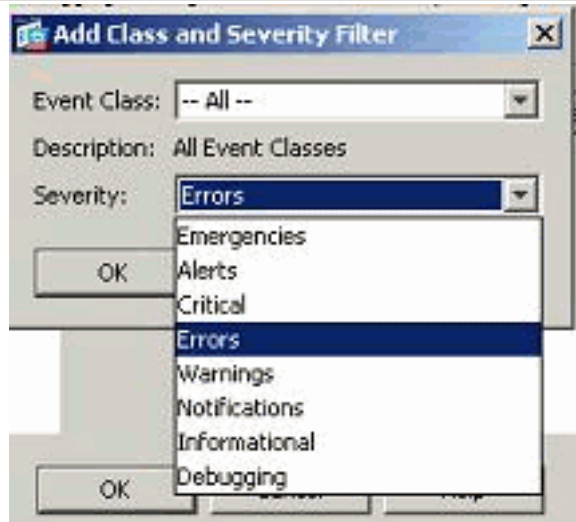 Add Class and Severity Filter
Event Class: -- All --
Description: All Event Classes
Severity: Errors
Emergencies
OK Alerts
Critical
Errors
Warnings
Notifications
Informational
Debugging
OK